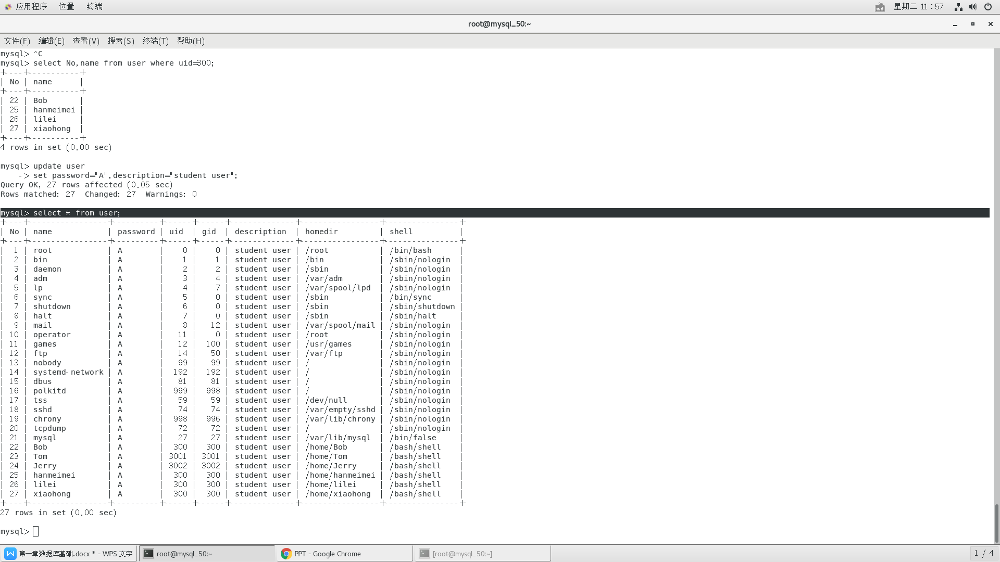 应用程序 位置 终端 星期二 11：57
root@mysql_50:~
文件(F) 编辑(E) 查看(V) 搜索(S) 终端(T) 帮助(H)
mysql> ^C
mysql> select No,name from user where uid=300;
+----+-----------+
| No | name      |
+----+-----------+
| 22 | Bob       |
| 25 | hanmeimei |
| 26 | lilei     |
| 27 | xiaohong  |
+----+-----------+
4 rows in set (0.00 sec)
mysql> update user
    -> set password="A",description="student user";
Query OK, 27 rows affected (0.05 sec)
Rows matched: 27  Changed: 27  Warnings: 0
mysql> select * from user;
+----+-----------------+----------+------+------+--------------+-----------------+----------------+
| No | name            | password | uid  | gid  | description  | homedir         | shell          |
+----+-----------------+----------+------+------+--------------+-----------------+----------------+
|  1 | root            | A        |    0 |    0 | student user | /root           | /bin/bash      |
|  2 | bin             | A        |    1 |    1 | student user | /bin            | /sbin/nologin  |
|  3 | daemon          | A        |    2 |    2 | student user | /sbin           | /sbin/nologin  |
|  4 | adm             | A        |    3 |    4 | student user | /var/adm        | /sbin/nologin  |
|  5 | lp              | A        |    4 |    7 | student user | /var/spool/lpd  | /sbin/nologin  |
|  6 | sync            | A        |    5 |    0 | student user | /sbin           | /bin/sync      |
|  7 | shutdown        | A        |    6 |    0 | student user | /sbin           | /sbin/shutdown |
|  8 | halt            | A        |    7 |    0 | student user | /sbin           | /sbin/halt     |
|  9 | mail            | A        |    8 |   12 | student user | /var/spool/mail | /sbin/nologin  |
| 10 | operator        | A        |   11 |    0 | student user | /root           | /sbin/nologin  |
| 11 | games           | A        |   12 |  100 | student user | /usr/games      | /sbin/nologin  |
| 12 | ftp             | A        |   14 |   50 | student user | /var/ftp        | /sbin/nologin  |
| 13 | nobody          | A        |   99 |   99 | student user | /               | /sbin/nologin  |
| 14 | systemd-network | A        |  192 |  192 | student user | /               | /sbin/nologin  |
| 15 | dbus            | A        |   81 |   81 | student user | /               | /sbin/nologin  |
| 16 | polkitd         | A        |  999 |  998 | student user | /               | /sbin/nologin  |
| 17 | tss             | A        |   59 |   59 | student user | /dev/null       | /sbin/nologin  |
| 18 | sshd            | A        |   74 |   74 | student user | /var/empty/sshd | /sbin/nologin  |
| 19 | chrony          | A        |  998 |  996 | student user | /var/lib/chrony | /sbin/nologin  |
| 20 | tcpdump         | A        |   72 |   72 | student user | /               | /sbin/nologin  |
| 21 | mysql           | A        |   27 |   27 | student user | /var/lib/mysql  | /bin/false     |
| 22 | Bob             | A        |  300 |  300 | student user | /home/Bob       | /bash/shell    |
| 23 | Tom             | A        | 3001 | 3001 | student user | /home/Tom       | /bash/shell    |
| 24 | Jerry           | A        | 3002 | 3002 | student user | /home/Jerry     | /bash/shell    |
| 25 | hanmeimei       | A        |  300 |  300 | student user | /home/hanmeimei | /bash/shell    |
| 26 | lilei           | A        |  300 |  300 | student user | /home/lilei     | /bash/shell    |
| 27 | xiaohong        | A        |  300 |  300 | student user | /home/xiaohong  | /bash/shell    |
+----+-----------------+----------+------+------+--------------+-----------------+----------------+
27 rows in set (0.00 sec)
mysql>
第一章数据库基础.docx * - WPS 文字 root@mysql_50:~ PPT - Google Chrome [root@mysql_50:~] 1 / 4